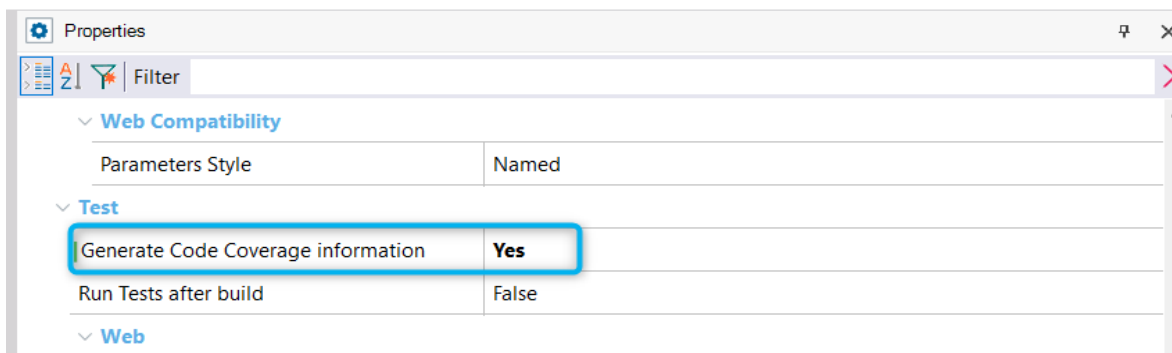 Properties
Filter
Web Compatibility
Parameters Style Named
Test
Generate Code Coverage information Yes
Run Tests after build False
Web